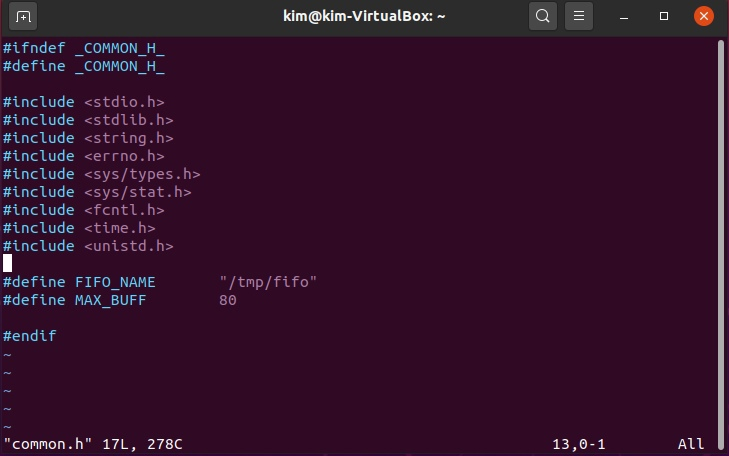 kim@kim-VirtualBox: ~
#ifndef _COMMON_H_
#define _COMMON_H_
#include <stdio.h>
#include <stdlib.h>
#include <string.h>
#include <errno.h>
#include <sys/types.h>
#include <sys/stat.h>
#include <fcntl.h>
#include <time.h>
#include <unistd.h>
#define FIFO_NAME       "/tmp/fifo"
#define MAX_BUFF        80
#endif
~
~
~
~
~
"common.h" 17L, 278C                                         13,0-1        All